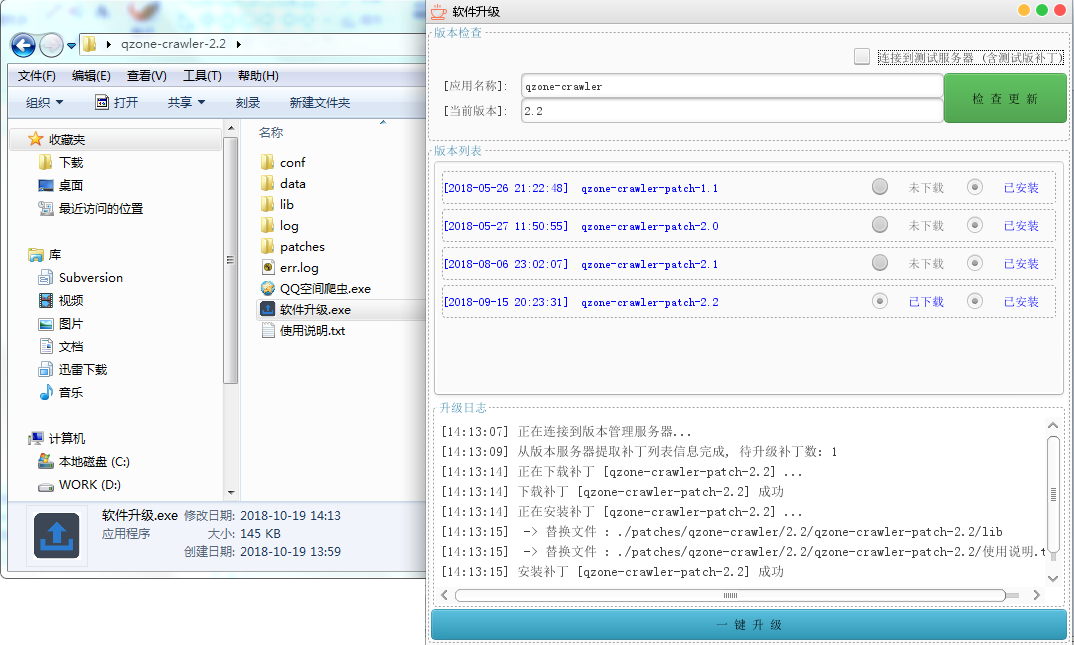 qzone-crawler-2.2
文件(F) 编辑(E) 查看(V) 工具(T) 帮助(H)
组织 打开 共享 刻录 新建文件夹
收藏夹
下载
桌面
最近访问的位置
库
Subversion
视频
图片
文档
迅雷下载
音乐
计算机
本地磁盘 (C:)
WORK (D:)
名称
conf
data
lib
log
patches
err.log
QQ空间爬虫.exe
软件升级.exe
使用说明.txt
软件升级.exe 修改日期: 2018-10-19 14:13
应用程序 大小: 145 KB
创建日期: 2018-10-19 13:59
软件升级
版本检查
连接到测试服务器 (含测试版补丁)
[应用名称]: qzone-crawler
[当前版本]: 2.2
检 查 更 新
版本列表
[2018-05-26 21:22:48] qzone-crawler-patch-1.1 未下载 已安装
[2018-05-27 11:50:55] qzone-crawler-patch-2.0 未下载 已安装
[2018-08-06 23:02:07] qzone-crawler-patch-2.1 未下载 已安装
[2018-09-15 20:23:31] qzone-crawler-patch-2.2 已下载 已安装
升级日志
[14:13:07] 正在连接到版本管理服务器...
[14:13:09] 从版本服务器提取补丁列表信息完成, 待升级补丁数: 1
[14:13:14] 正在下载补丁 [qzone-crawler-patch-2.2] ...
[14:13:14] 下载补丁 [qzone-crawler-patch-2.2] 成功
[14:13:14] 正在安装补丁 [qzone-crawler-patch-2.2] ...
[14:13:15] -> 替换文件 : ./patches/qzone-crawler/2.2/qzone-crawler-patch-2.2/lib
[14:13:15] -> 替换文件 : ./patches/qzone-crawler/2.2/qzone-crawler-patch-2.2/使用说明.t
[14:13:15] 安装补丁 [qzone-crawler-patch-2.2] 成功
一 键 升 级